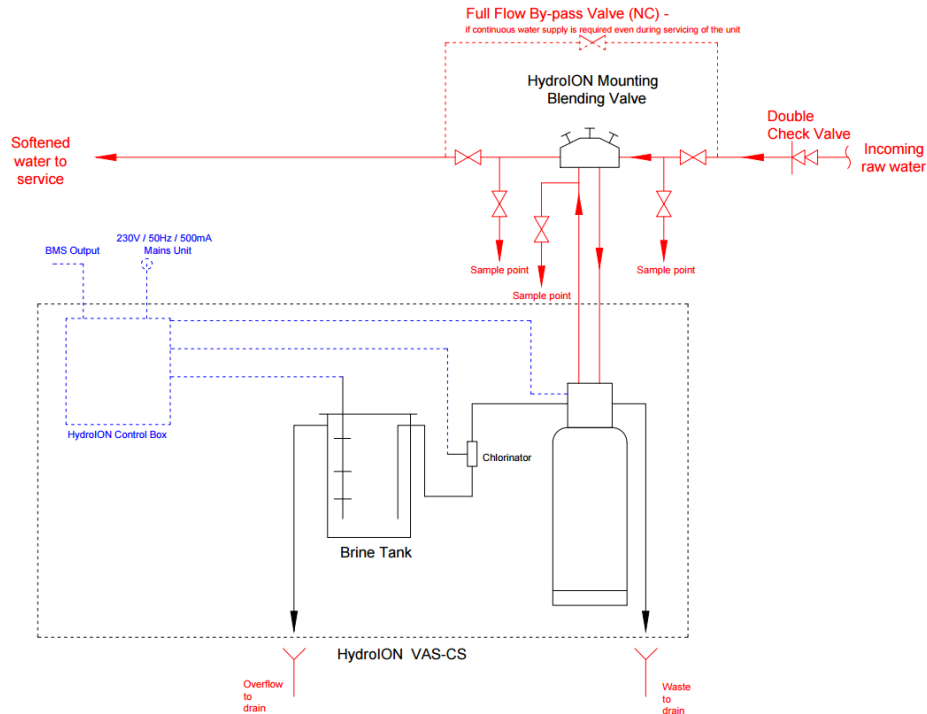 Full Flow By-pass Valve (NC) -
if continuous water supply is required even during servicing of the unit
HydroION Mounting
Blending Valve
Double
Check Valve
Softened
water to
service
Incoming
raw water
Sample point
Sample point
Sample point
230V / 50Hz / 500mA
Mains Unit
BMS Output
HydroION Control Box
Chlorinator
Brine Tank
HydroION VAS-CS
Overflow
to
drain
Waste
to
drain